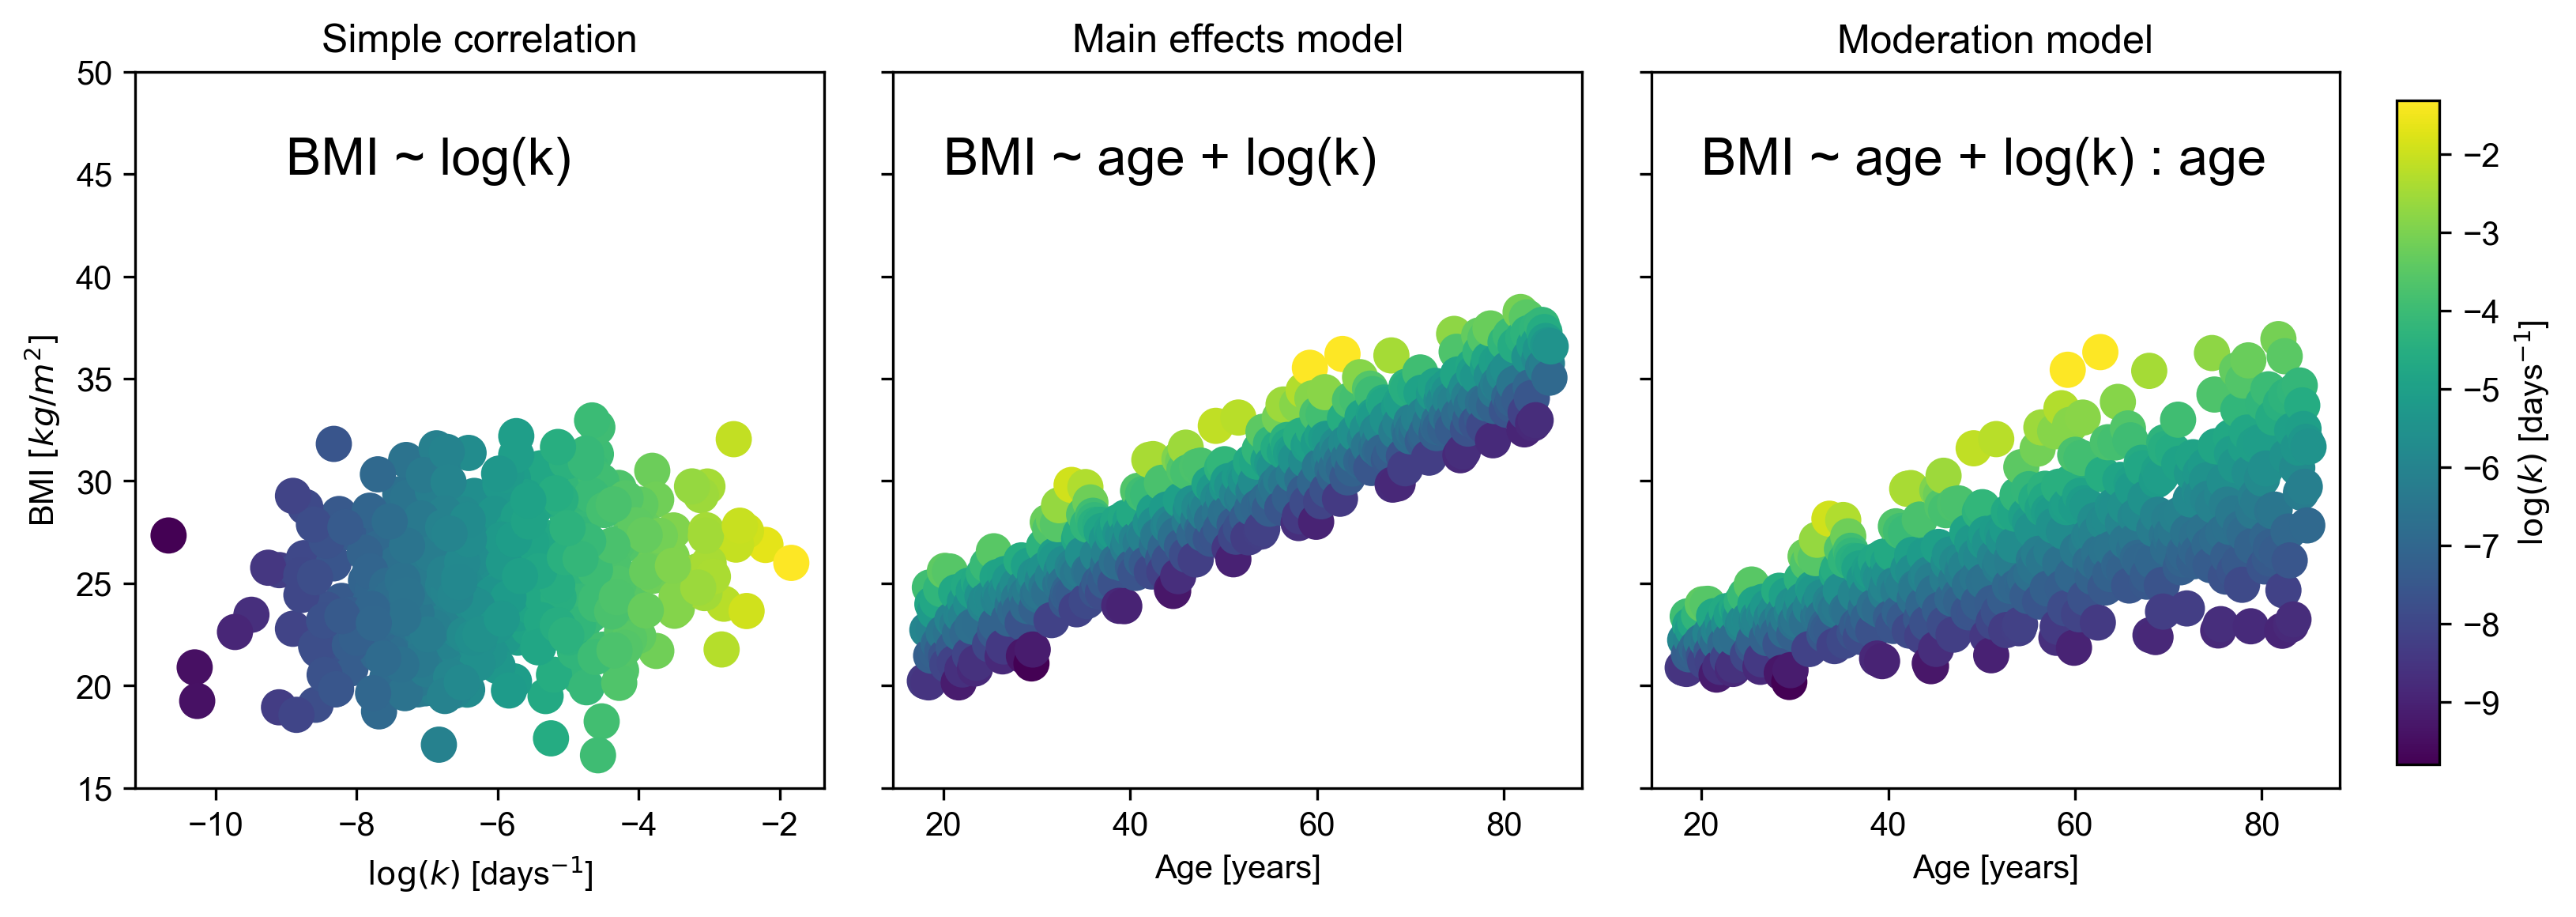 Simple correlation
Main effects model
Moderation model
BMI ~ log(k)
BMI ~ age + log(k)
BMI ~ age + log(k) : age
50
45
40
35
30
25
20
15
BMI [kg/m²]
−10 −8 −6 −4 −2
log(k) [days⁻¹]
20 40 60 80
Age [years]
20 40 60 80
Age [years]
−2
−3
−4
−5
−6
−7
−8
−9
log(k) [days⁻¹]